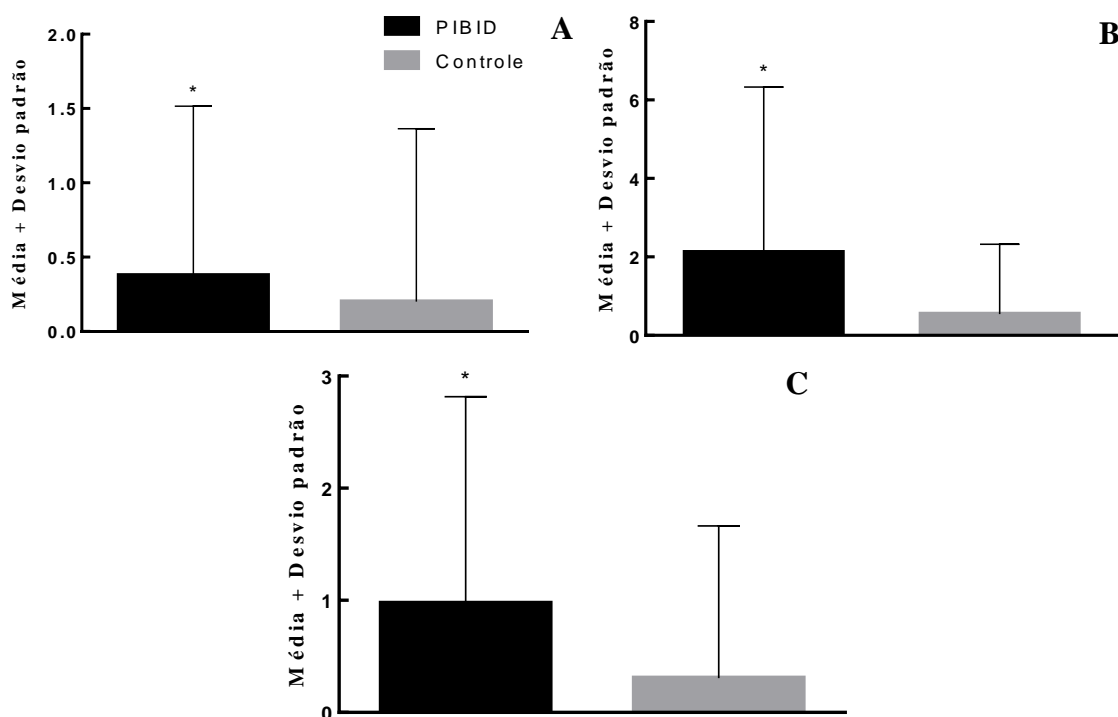 PIBID
Controle
A
Média + Desvio padrão
2.0
1.5
1.0
0.5
0.0
*
B
Média + Desvio padrão
8
6
4
2
0
*
C
Média + Desvio padrão
3
2
1
0
*